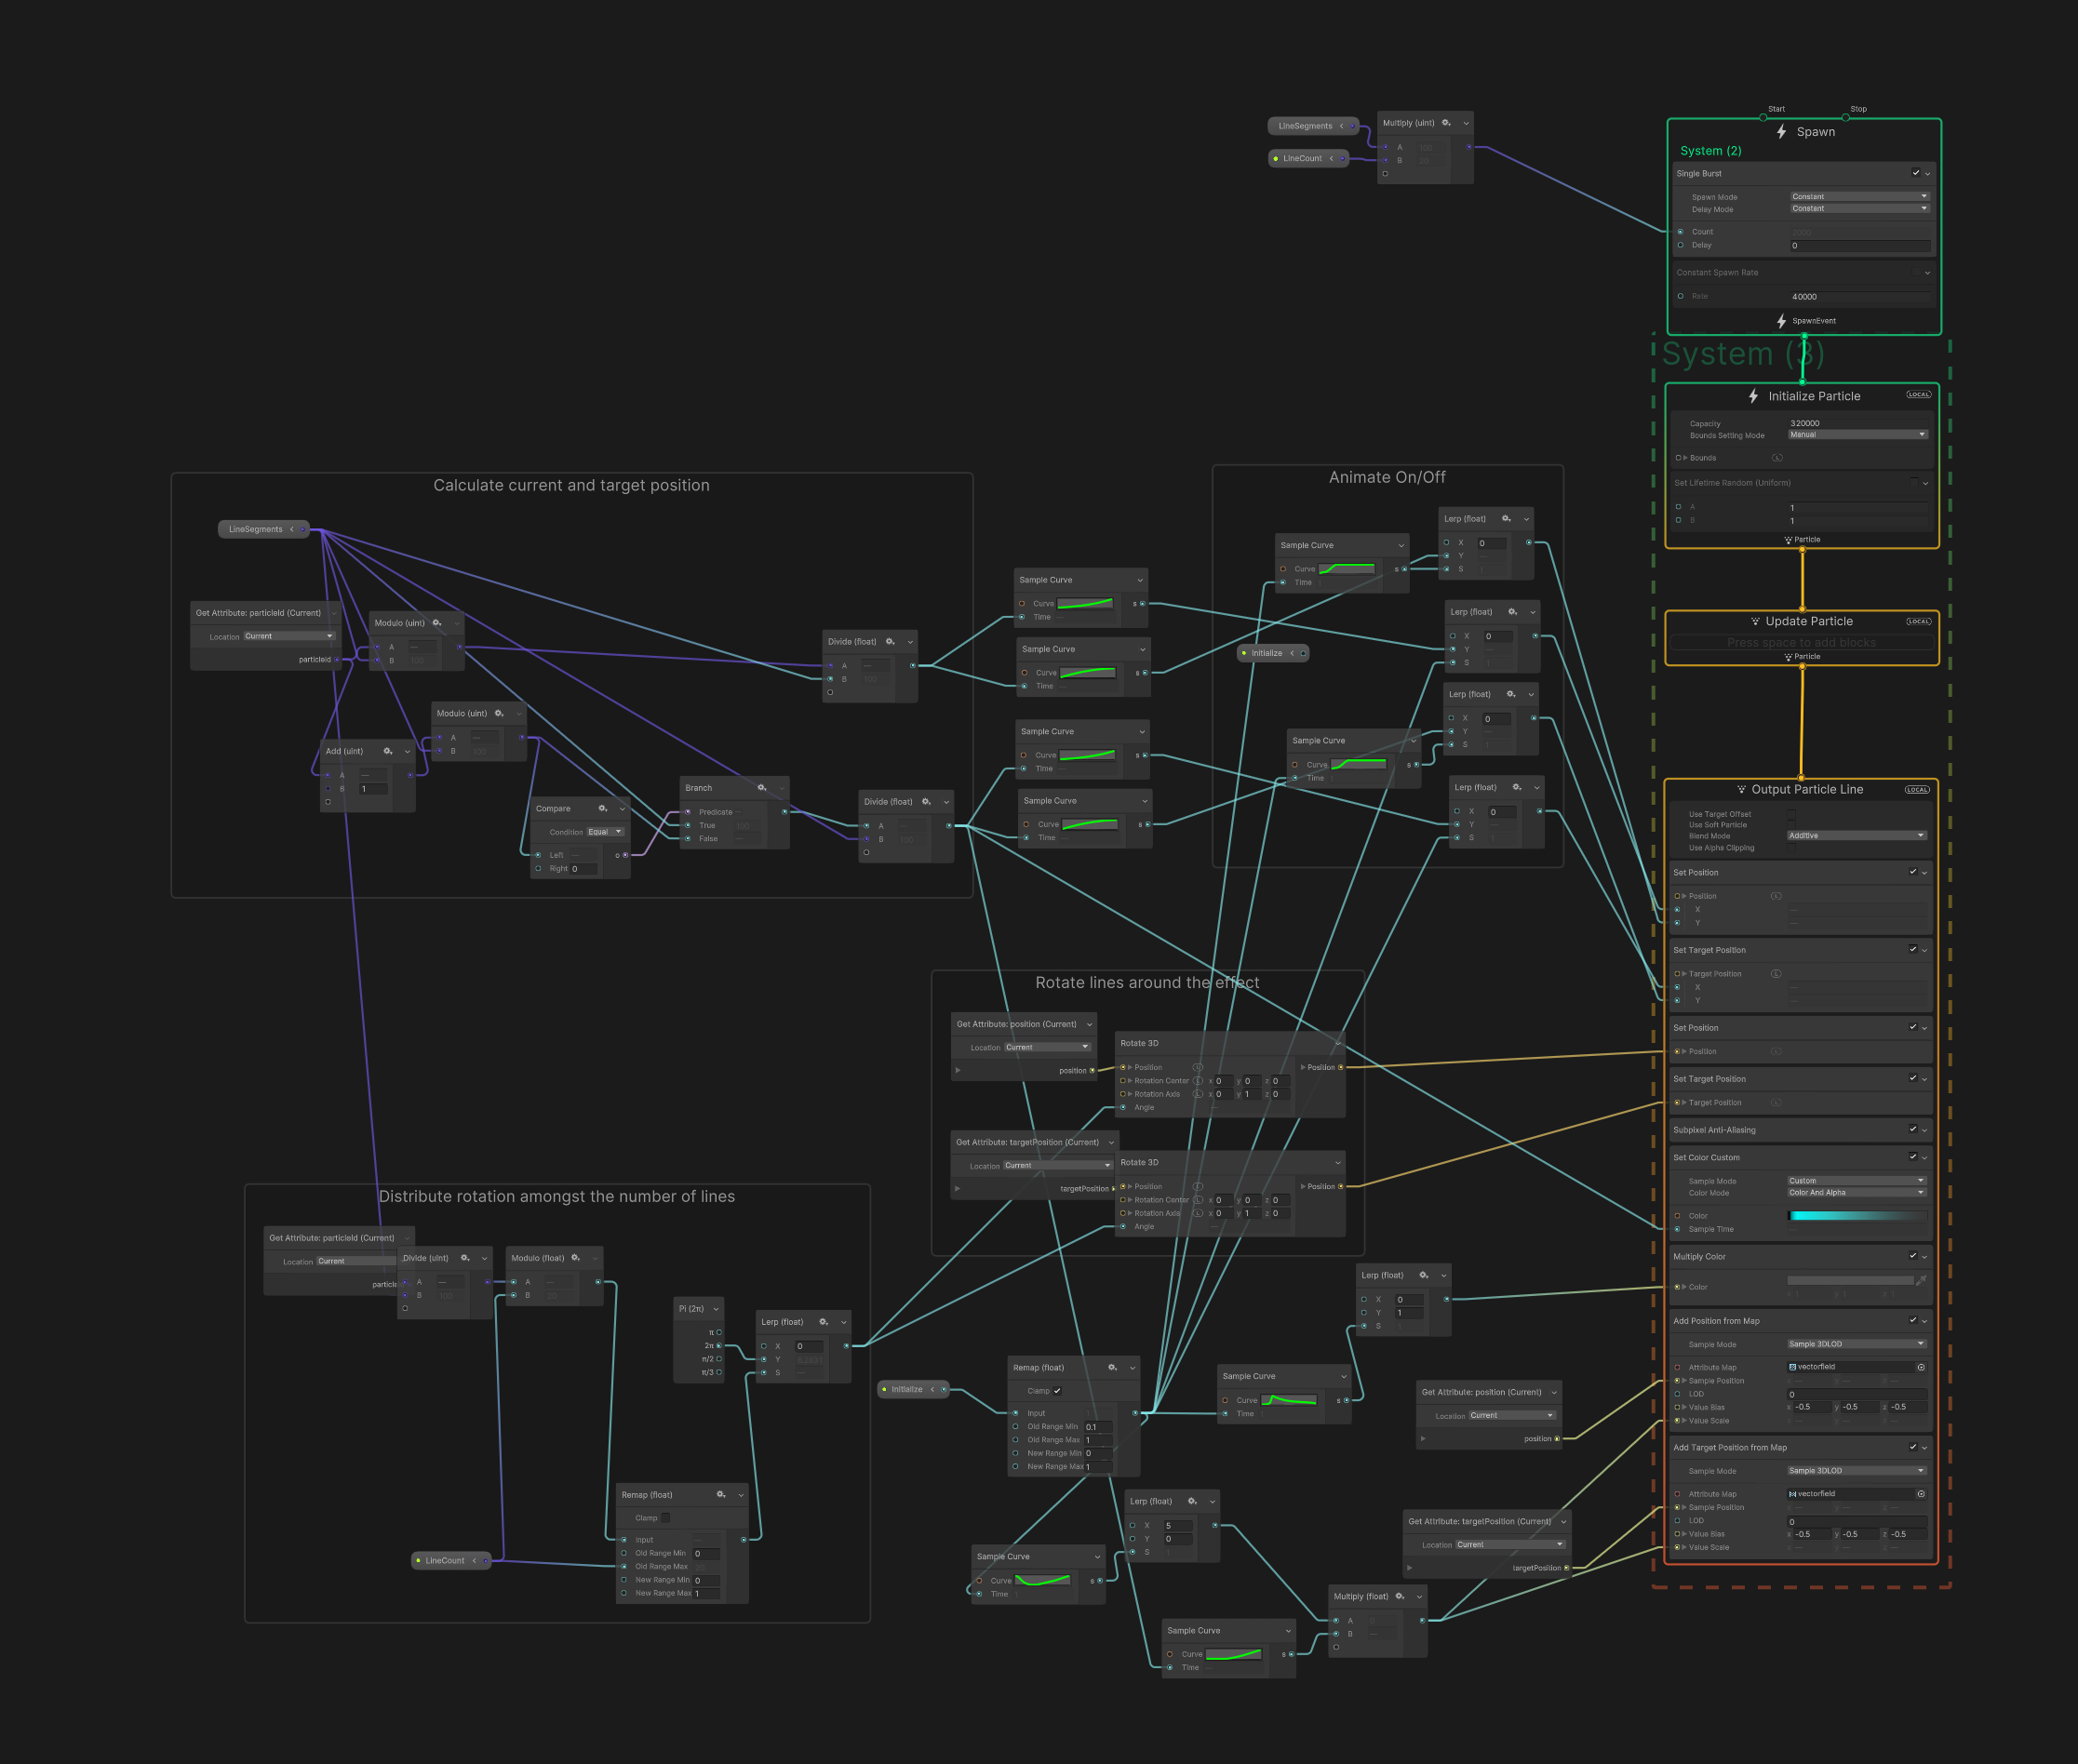 Start Stop
Spawn
System (2)
Single Burst
Spawn Mode Constant
Delay Mode Constant
Count
Delay 0
Constant Spawn Rate
Rate 40000
SpawnEvent
LineSegments
LineCount
Multiply (uint)
A 100
B 20
System (3)
Initialize Particle LOCAL
Capacity 320000
Bounds Setting Mode Manual
Bounds L
Set Lifetime Random (Uniform)
A 1
B 1
Particle
Update Particle LOCAL
Press space to add blocks
Particle
Output Particle Line LOCAL
Use Target Offset
Use Soft Particle
Blend Mode Additive
Use Alpha Clipping
Set Position
Position L
X
Y
Set Target Position
Target Position L
X
Y
Set Position
Position L
Set Target Position
Target Position L
Subpixel Anti-Aliasing
Set Color Custom
Sample Mode Custom
Color Mode Color And Alpha
Color
Sample Time
Multiply Color
Color
Add Position from Map
Sample Mode Sample 3DLOD
Attribute Map vectorfield
Sample Position
LOD 0
Value Bias x -0.5 y -0.5 z -0.5
Value Scale
Add Target Position from Map
Sample Mode Sample 3DLOD
Attribute Map vectorfield
Sample Position
LOD 0
Value Bias x -0.5 y -0.5 z -0.5
Value Scale
Calculate current and target position
LineSegments
Get Attribute: particleId (Current)
Location Current
particleId
Modulo (uint)
A
B 100
Add (uint)
A
B 1
Modulo (uint)
A
B 100
Compare
Condition Equal
Left
Right 0
o
Branch
Predicate
True 100
False
Divide (float)
A
B 100
Divide (float)
A
B 100
Sample Curve
Curve s
Time
Sample Curve
Curve s
Time
Sample Curve
Curve s
Time
Sample Curve
Curve s
Time
Animate On/Off
Sample Curve
Curve s
Time
Initialize
Sample Curve
Curve s
Time
Lerp (float)
X 0
Y
S
Lerp (float)
X 0
Y
S
Lerp (float)
X 0
Y
S
Lerp (float)
X 0
Y
S
Rotate lines around the effect
Get Attribute: position (Current)
Location Current
position
Rotate 3D
Position L Position
Rotation Center L x 0 y 0 z 0
Rotation Axis L x 0 y 1 z 0
Angle
Get Attribute: targetPosition (Current)
Location Current
targetPosition
Rotate 3D
Position L Position
Rotation Center L x 0 y 0 z 0
Rotation Axis L x 0 y 1 z 0
Angle
Distribute rotation amongst the number of lines
Get Attribute: particleId (Current)
Location Current
Divide (uint)
A
B 100
Modulo (float)
A
B 20
Pi (2π)
π
2π
π/2
π/3
Lerp (float)
X 0
Y
S
Remap (float)
Clamp
Input
Old Range Min 0
Old Range Max
New Range Min 0
New Range Max 1
LineCount
Initialize
Remap (float)
Clamp
Input
Old Range Min 0.1
Old Range Max 1
New Range Min 0
New Range Max 1
Sample Curve
Curve s
Time
Lerp (float)
X 0
Y 1
S
Get Attribute: position (Current)
Location Current
position
Lerp (float)
X 5
Y 0
S
Sample Curve
Curve s
Time
Get Attribute: targetPosition (Current)
Location Current
targetPosition
Multiply (float)
A
B
Sample Curve
Curve s
Time